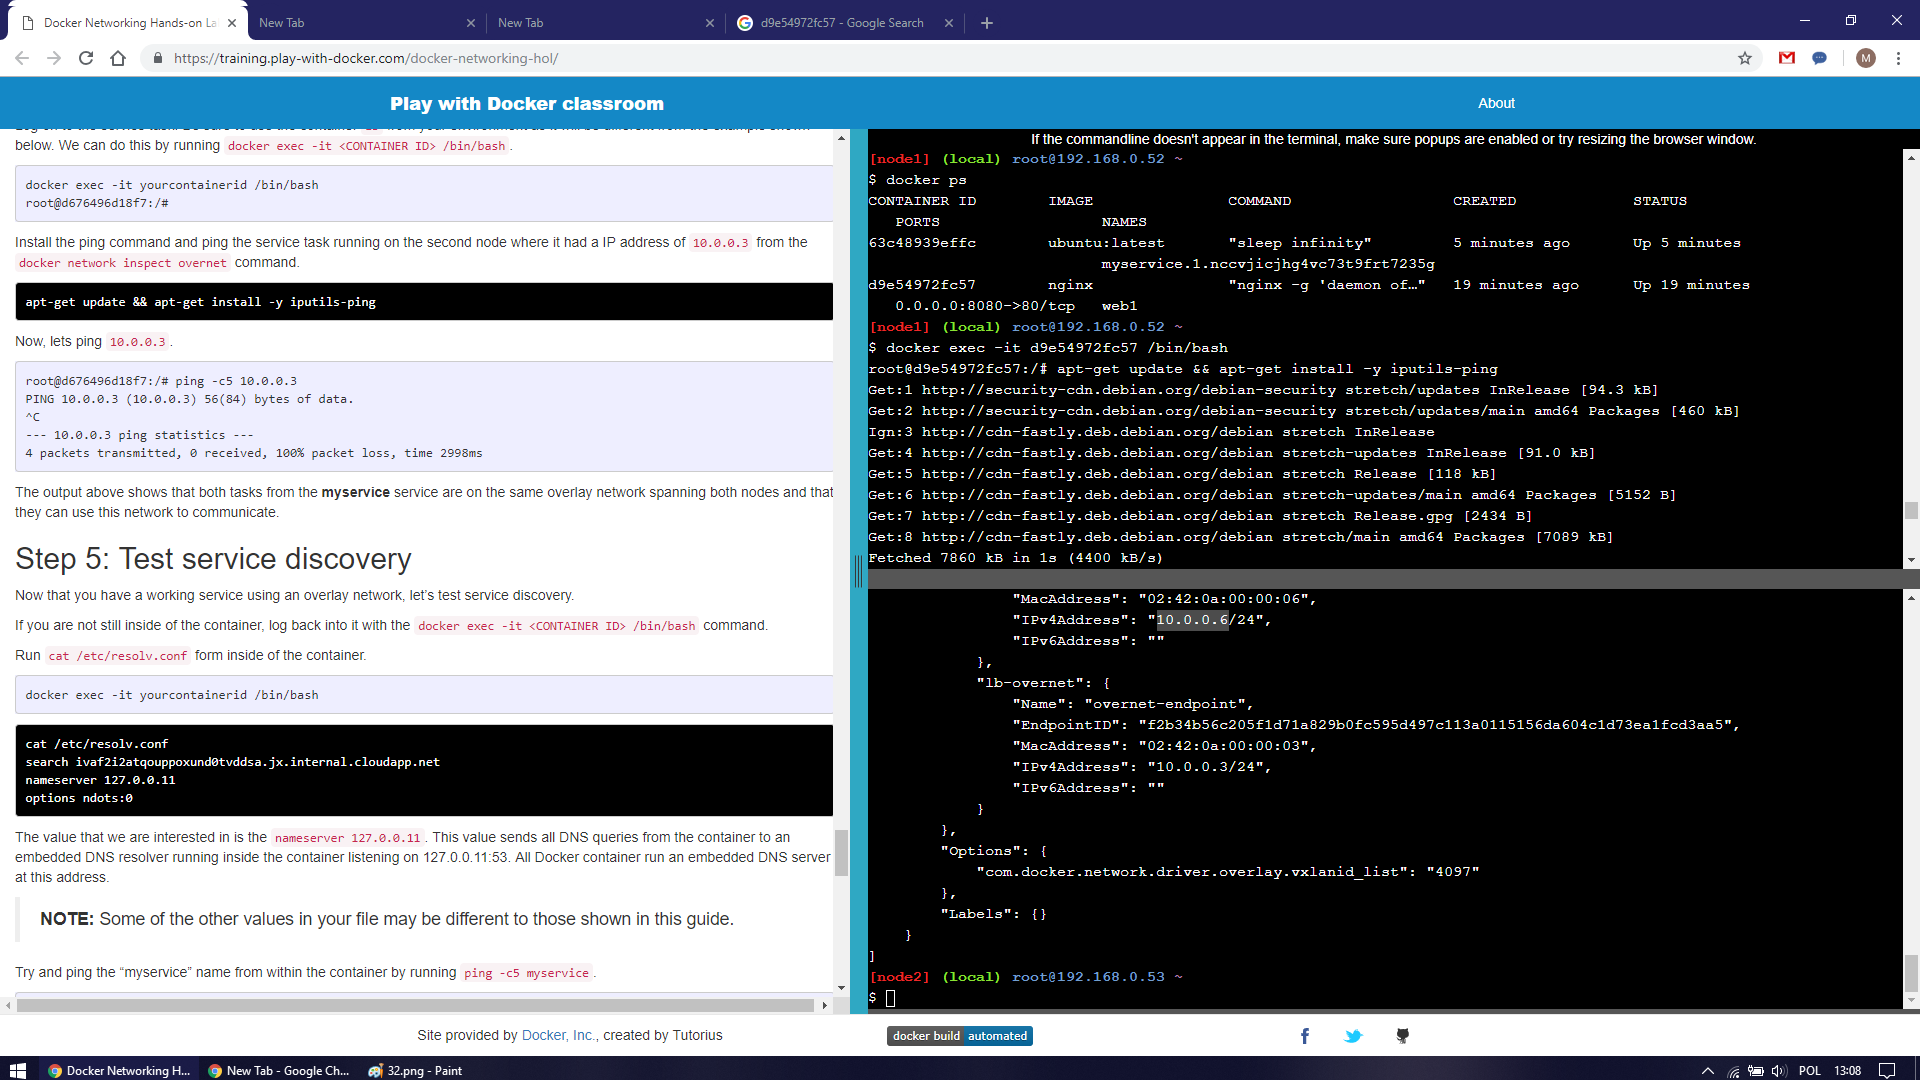 Docker Networking Hands-on La
New Tab
New Tab
d9e54972fc57 - Google Search
https://training.play-with-docker.com/docker-networking-hol/
M
Play with Docker classroom
About
below. We can do this by running docker exec -it <CONTAINER ID> /bin/bash .
docker exec -it yourcontainerid /bin/bash
root@d676496d18f7:/#
Install the ping command and ping the service task running on the second node where it had a IP address of 10.0.0.3 from the
docker network inspect overnet command.
apt-get update && apt-get install -y iputils-ping
Now, lets ping 10.0.0.3 .
root@d676496d18f7:/# ping -c5 10.0.0.3
PING 10.0.0.3 (10.0.0.3) 56(84) bytes of data.
^C
--- 10.0.0.3 ping statistics ---
4 packets transmitted, 0 received, 100% packet loss, time 2998ms
The output above shows that both tasks from the myservice service are on the same overlay network spanning both nodes and that
they can use this network to communicate.
Step 5: Test service discovery
Now that you have a working service using an overlay network, let's test service discovery.
If you are not still inside of the container, log back into it with the docker exec -it <CONTAINER ID> /bin/bash command.
Run cat /etc/resolv.conf form inside of the container.
docker exec -it yourcontainerid /bin/bash
cat /etc/resolv.conf
search ivaf2i2atqouppoxund0tvddsa.jx.internal.cloudapp.net
nameserver 127.0.0.11
options ndots:0
The value that we are interested in is the nameserver 127.0.0.11 . This value sends all DNS queries from the container to an
embedded DNS resolver running inside the container listening on 127.0.0.11:53. All Docker container run an embedded DNS server
at this address.
NOTE: Some of the other values in your file may be different to those shown in this guide.
Try and ping the “myservice” name from within the container by running ping -c5 myservice .
If the commandline doesn't appear in the terminal, make sure popups are enabled or try resizing the browser window.
[node1] (local) root@192.168.0.52 ~
$ docker ps
CONTAINER ID IMAGE COMMAND CREATED STATUS
PORTS NAMES
63c48939effc ubuntu:latest "sleep infinity" 5 minutes ago Up 5 minutes
myservice.1.nccvjicjhg4vc73t9frt7235g
d9e54972fc57 nginx "nginx -g 'daemon of…" 19 minutes ago Up 19 minutes
0.0.0.0:8080->80/tcp web1
[node1] (local) root@192.168.0.52 ~
$ docker exec -it d9e54972fc57 /bin/bash
root@d9e54972fc57:/# apt-get update && apt-get install -y iputils-ping
Get:1 http://security-cdn.debian.org/debian-security stretch/updates InRelease [94.3 kB]
Get:2 http://security-cdn.debian.org/debian-security stretch/updates/main amd64 Packages [460 kB]
Ign:3 http://cdn-fastly.deb.debian.org/debian stretch InRelease
Get:4 http://cdn-fastly.deb.debian.org/debian stretch-updates InRelease [91.0 kB]
Get:5 http://cdn-fastly.deb.debian.org/debian stretch Release [118 kB]
Get:6 http://cdn-fastly.deb.debian.org/debian stretch-updates/main amd64 Packages [5152 B]
Get:7 http://cdn-fastly.deb.debian.org/debian stretch Release.gpg [2434 B]
Get:8 http://cdn-fastly.deb.debian.org/debian stretch/main amd64 Packages [7089 kB]
Fetched 7860 kB in 1s (4400 kB/s)
"MacAddress": "02:42:0a:00:00:06",
"IPv4Address": "10.0.0.6/24",
"IPv6Address": ""
},
"lb-overnet": {
"Name": "overnet-endpoint",
"EndpointID": "f2b34b56c205f1d71a829b0fc595d497c113a0115156da604c1d73ea1fcd3aa5",
"MacAddress": "02:42:0a:00:00:03",
"IPv4Address": "10.0.0.3/24",
"IPv6Address": ""
}
},
"Options": {
"com.docker.network.driver.overlay.vxlanid_list": "4097"
},
"Labels": {}
}
]
[node2] (local) root@192.168.0.53 ~
$
Site provided by Docker, Inc., created by Tutorius
docker build automated
Docker Networking H...
New Tab - Google Ch...
32.png - Paint
POL
13:08